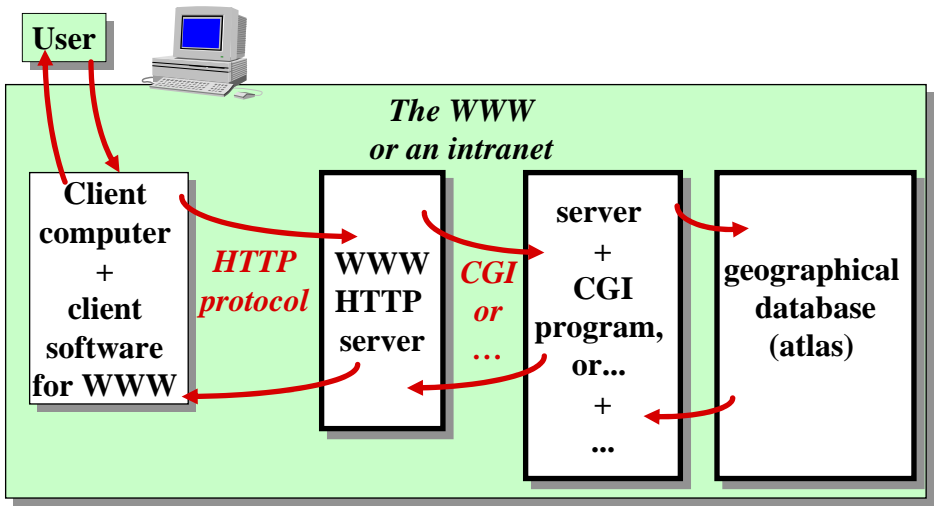 User
The WWW
or an intranet
Client
computer
+
client
software
for WWW
HTTP
protocol
WWW
HTTP
server
CGI
or
...
server
+
CGI
program,
or...
+
...
geographical
database
(atlas)